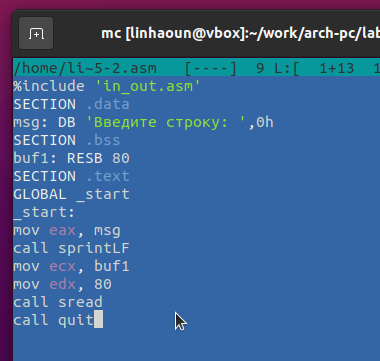 mc [linhaoun@vbox]:~/work/arch-pc/lab
/home/li~5-2.asm [----] 9 L:[ 1+13 1
%include 'in_out.asm'
SECTION .data
msg: DB 'Введите строку: ',0h
SECTION .bss
buf1: RESB 80
SECTION .text
GLOBAL _start
_start:
mov eax, msg
call sprintLF
mov ecx, buf1
mov edx, 80
call sread
call quit